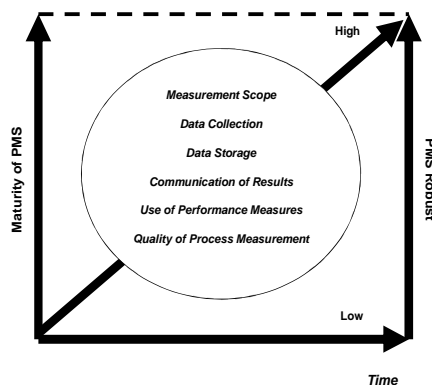 High
Measurement Scope
Data Collection
Data Storage
Communication of Results
Use of Performance Measures
Quality of Process Measurement
Maturity of PMS
PMS Robust
Low
Time